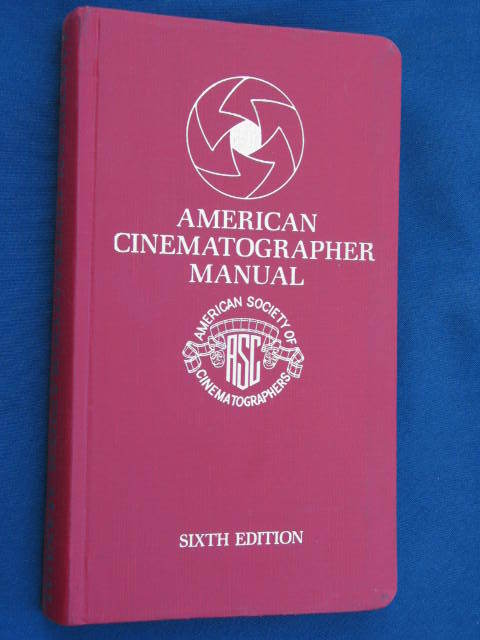 AMERICAN
CINEMATOGRAPHER
MANUAL
AMERICAN SOCIETY OF
ASC
CINEMATOGRAPHERS
SIXTH EDITION